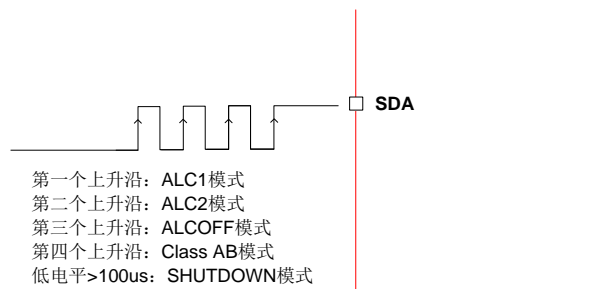 SDA
第一个上升沿：ALC1模式
第二个上升沿：ALC2模式
第三个上升沿：ALCOFF模式
第四个上升沿：Class AB模式
低电平>100us：SHUTDOWN模式